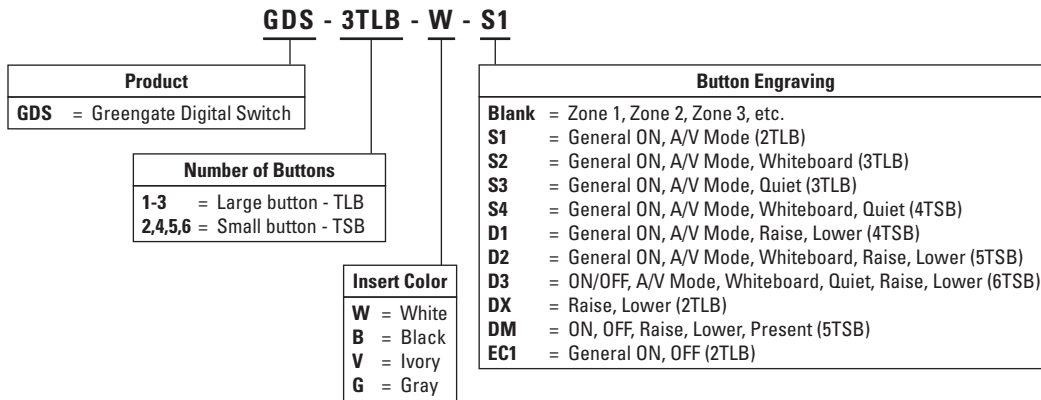 GDS - 3TLB - W - S1
Product
GDS = Greengate Digital Switch
Number of Buttons
1-3 = Large button - TLB
2,4,5,6 = Small button - TSB
Insert Color
W = White
B = Black
V = Ivory
G = Gray
Button Engraving
Blank = Zone 1, Zone 2, Zone 3, etc.
S1 = General ON, A/V Mode (2TLB)
S2 = General ON, A/V Mode, Whiteboard (3TLB)
S3 = General ON, A/V Mode, Quiet (3TLB)
S4 = General ON, A/V Mode, Whiteboard, Quiet (4TSB)
D1 = General ON, A/V Mode, Raise, Lower (4TSB)
D2 = General ON, A/V Mode, Whiteboard, Raise, Lower (5TSB)
D3 = ON/OFF, A/V Mode, Whiteboard, Quiet, Raise, Lower (6TSB)
DX = Raise, Lower (2TLB)
DM = ON, OFF, Raise, Lower, Present (5TSB)
EC1 = General ON, OFF (2TLB)